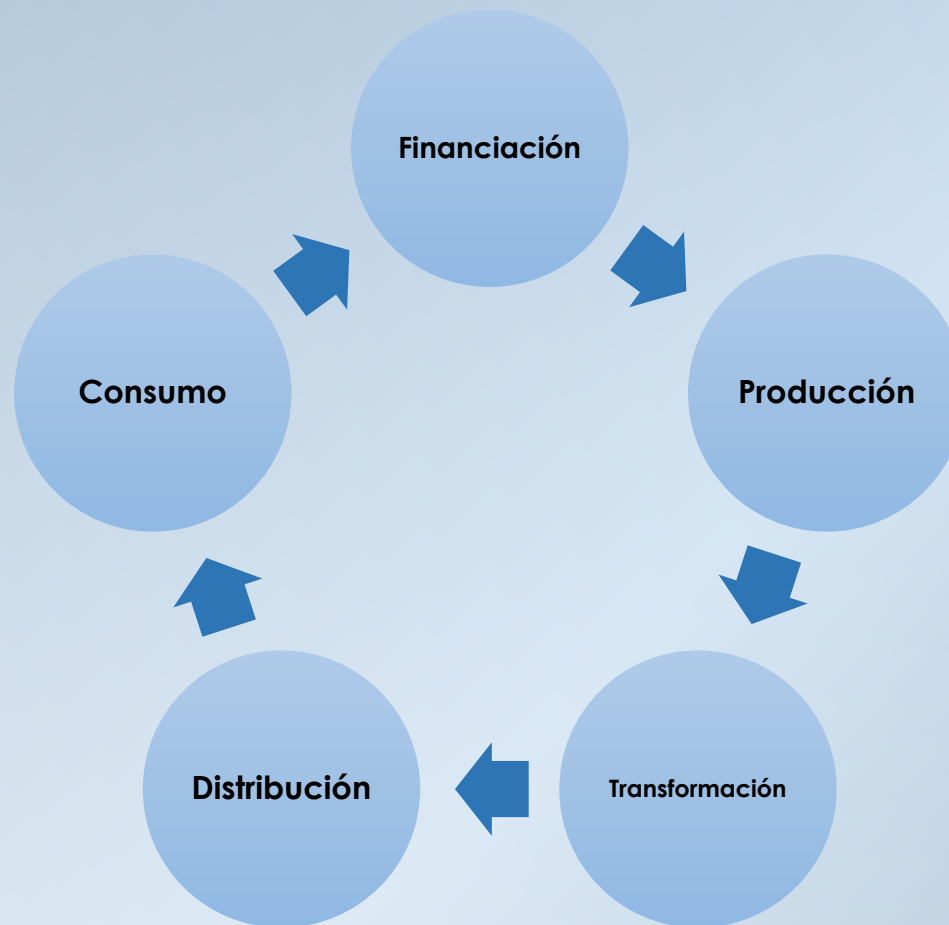 Financiación
Producción
Transformación
Distribución
Consumo